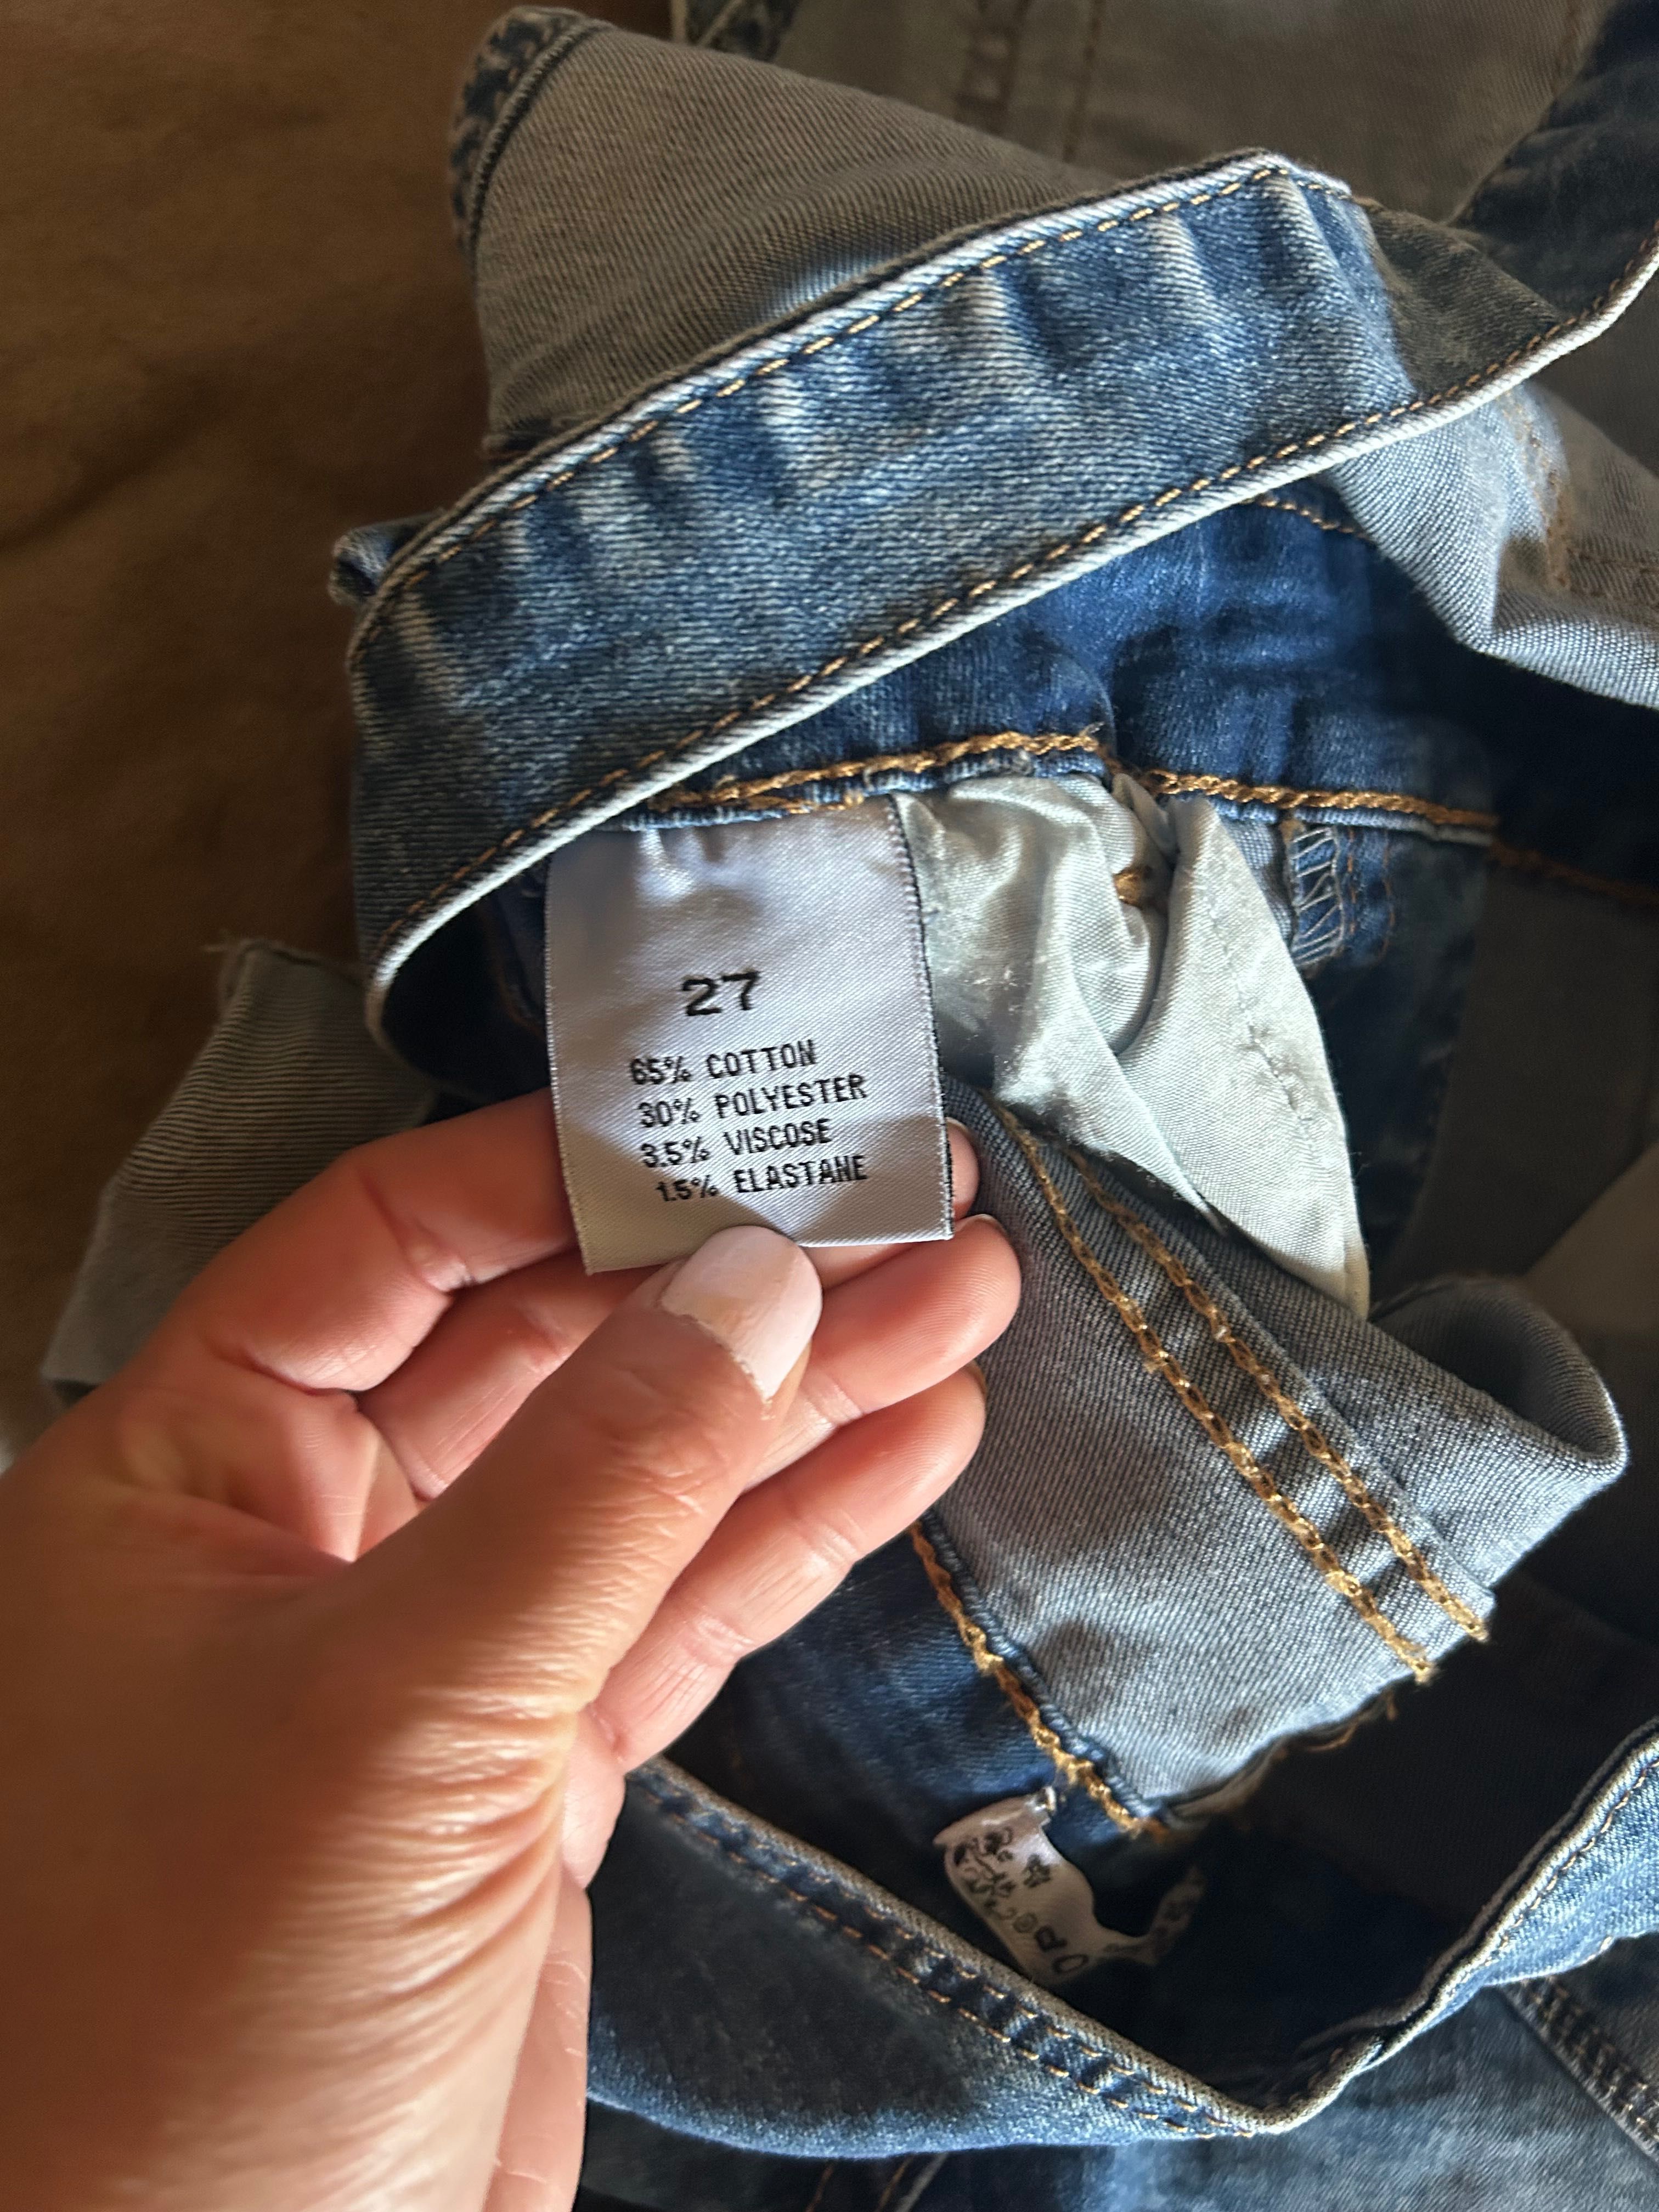 27
65% COTTON
30% POLYESTER
3.5% VISCOSE
1.5% ELASTANE